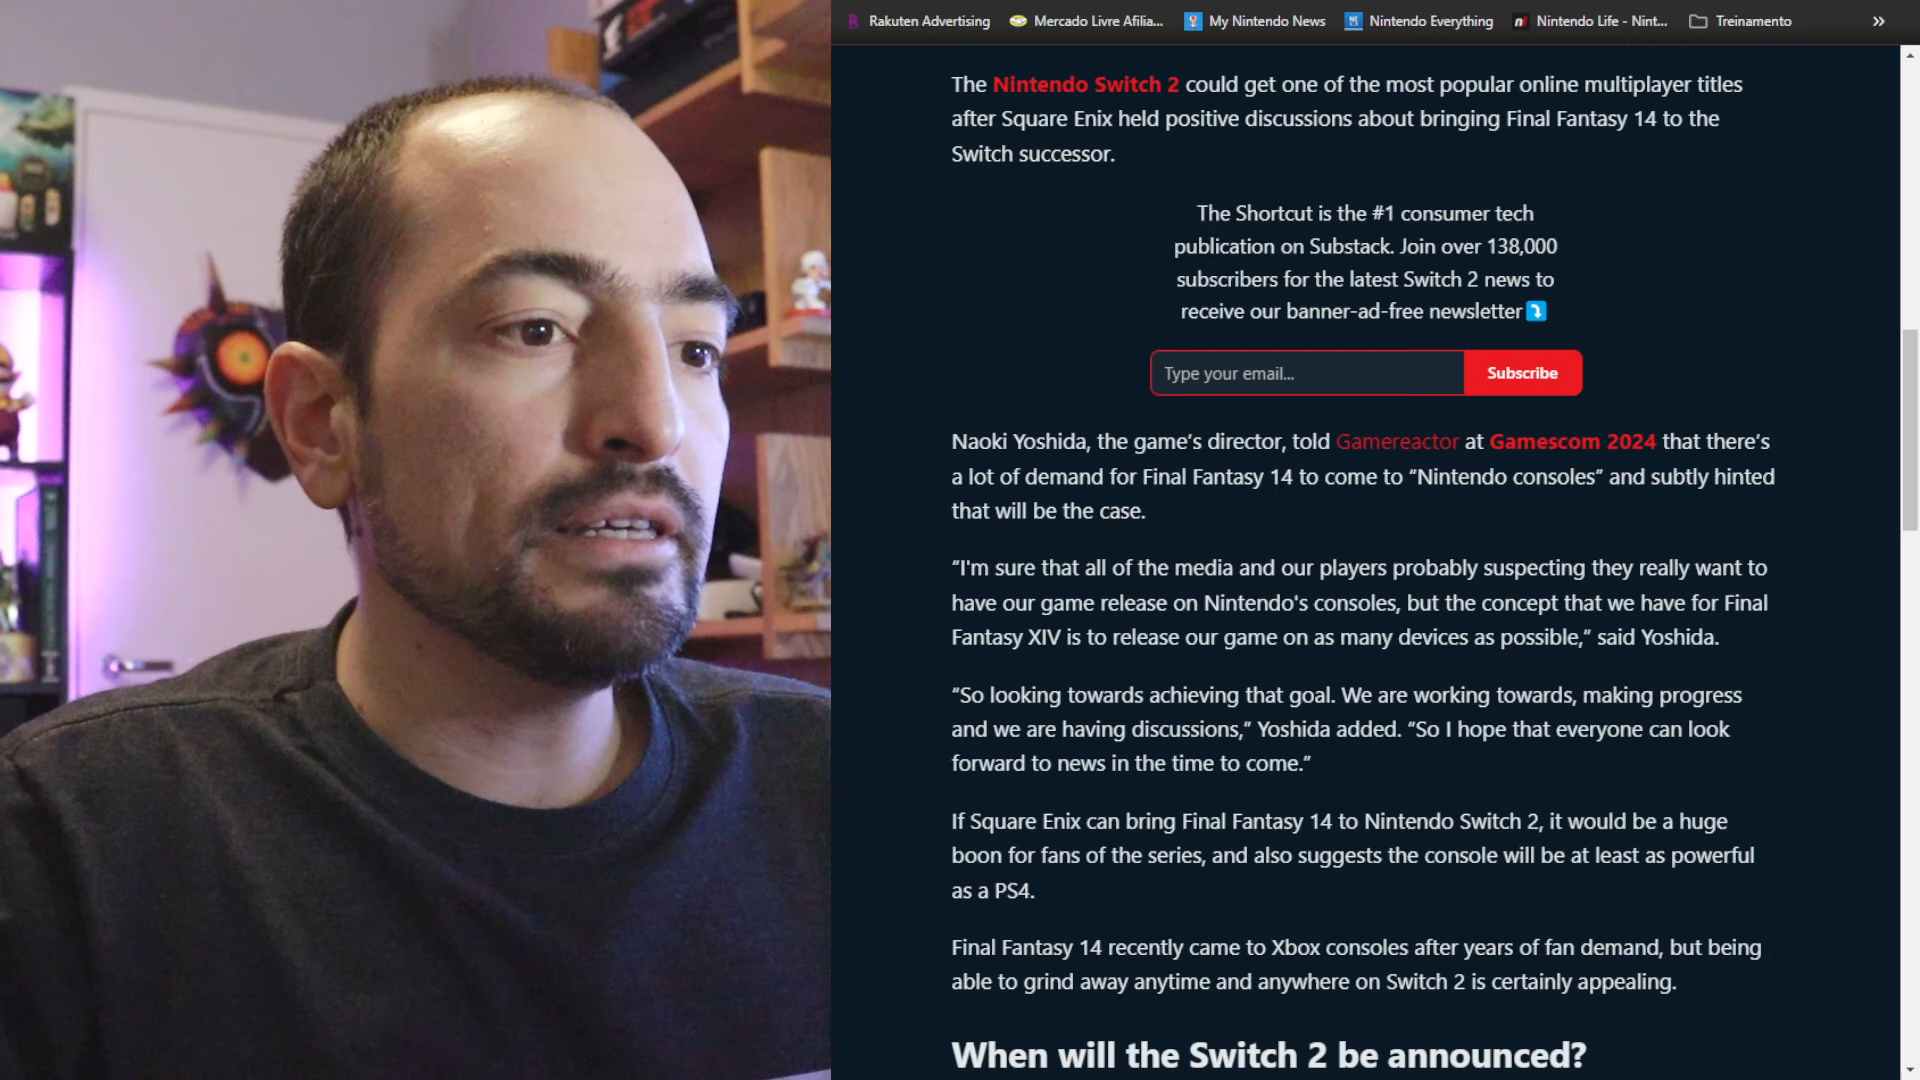 Rakuten Advertising
Mercado Livre Afilia...
My Nintendo News
Nintendo Everything
Nintendo Life - Nint...
Treinamento
»
The Nintendo Switch 2 could get one of the most popular online multiplayer titles
after Square Enix held positive discussions about bringing Final Fantasy 14 to the
Switch successor.
The Shortcut is the #1 consumer tech
publication on Substack. Join over 138,000
subscribers for the latest Switch 2 news to
receive our banner-ad-free newsletter⤵️
Type your email...
Subscribe
Naoki Yoshida, the game’s director, told Gamereactor at Gamescom 2024 that there’s
a lot of demand for Final Fantasy 14 to come to “Nintendo consoles” and subtly hinted
that will be the case.
“I'm sure that all of the media and our players probably suspecting they really want to
have our game release on Nintendo's consoles, but the concept that we have for Final
Fantasy XIV is to release our game on as many devices as possible,” said Yoshida.
“So looking towards achieving that goal. We are working towards, making progress
and we are having discussions,” Yoshida added. “So I hope that everyone can look
forward to news in the time to come.”
If Square Enix can bring Final Fantasy 14 to Nintendo Switch 2, it would be a huge
boon for fans of the series, and also suggests the console will be at least as powerful
as a PS4.
Final Fantasy 14 recently came to Xbox consoles after years of fan demand, but being
able to grind away anytime and anywhere on Switch 2 is certainly appealing.
When will the Switch 2 be announced?